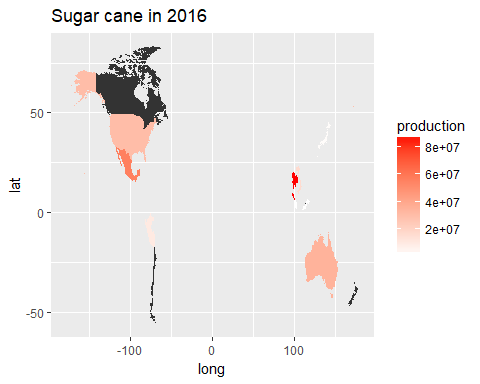 Sugar cane in 2016
lat
50
0
-50
-100
0
100
long
production
8e+07
6e+07
4e+07
2e+07